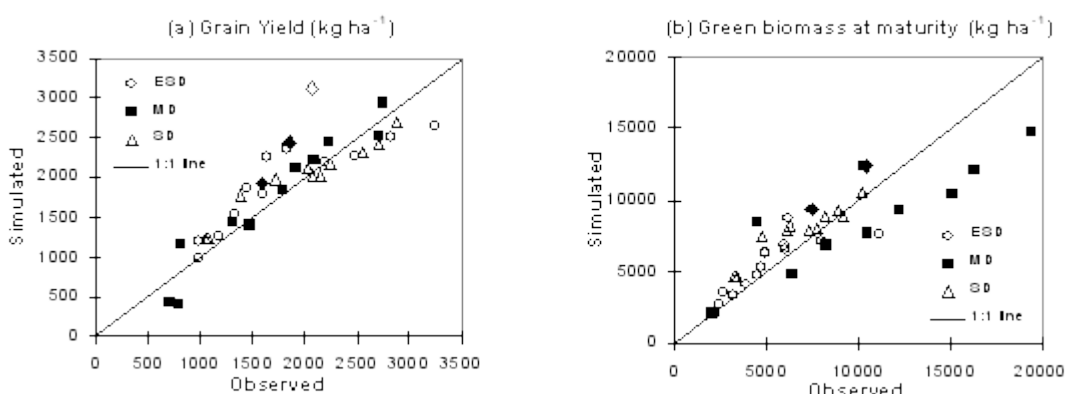 (a) Grain Yield (kg ha⁻¹)
3500
3000
2500
2000
1500
1000
500
0
Simulated
ESD
MD
SD
1:1 line
0 500 1000 1500 2000 2500 3000 3500
Observed
(b) Green biomass at maturity (kg ha⁻¹)
20000
15000
10000
5000
0
Simulated
ESD
MD
SD
1:1 line
0 5000 10000 15000 20000
Observed